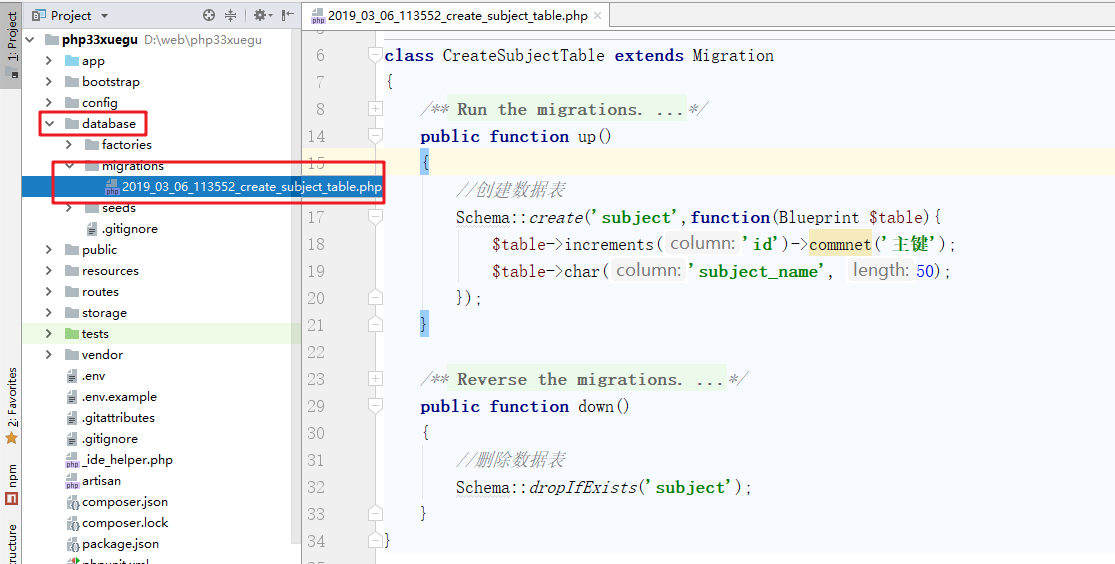 Project
2019_03_06_113552_create_subject_table.php
1: Project
php33xuegu D:\web\php33xuegu
app
bootstrap
config
database
factories
migrations
2019_03_06_113552_create_subject_table.php
seeds
.gitignore
public
resources
routes
storage
tests
vendor
.env
.env.example
.gitattributes
.gitignore
_ide_helper.php
artisan
composer.json
composer.lock
package.json
2: Favorites
npm
6 class CreateSubjectTable extends Migration
7 {
8 /** Run the migrations. ...*/
14 public function up()
15 {
16 //创建数据表
17 Schema::create('subject',function(Blueprint $table){
18 $table->increments( column: 'id')->commnet('主键');
19 $table->char( column: 'subject_name', length: 50);
20 });
21 }
22
23 /** Reverse the migrations. ...*/
29 public function down()
30 {
31 //删除数据表
32 Schema::dropIfExists('subject');
33 }
34 }